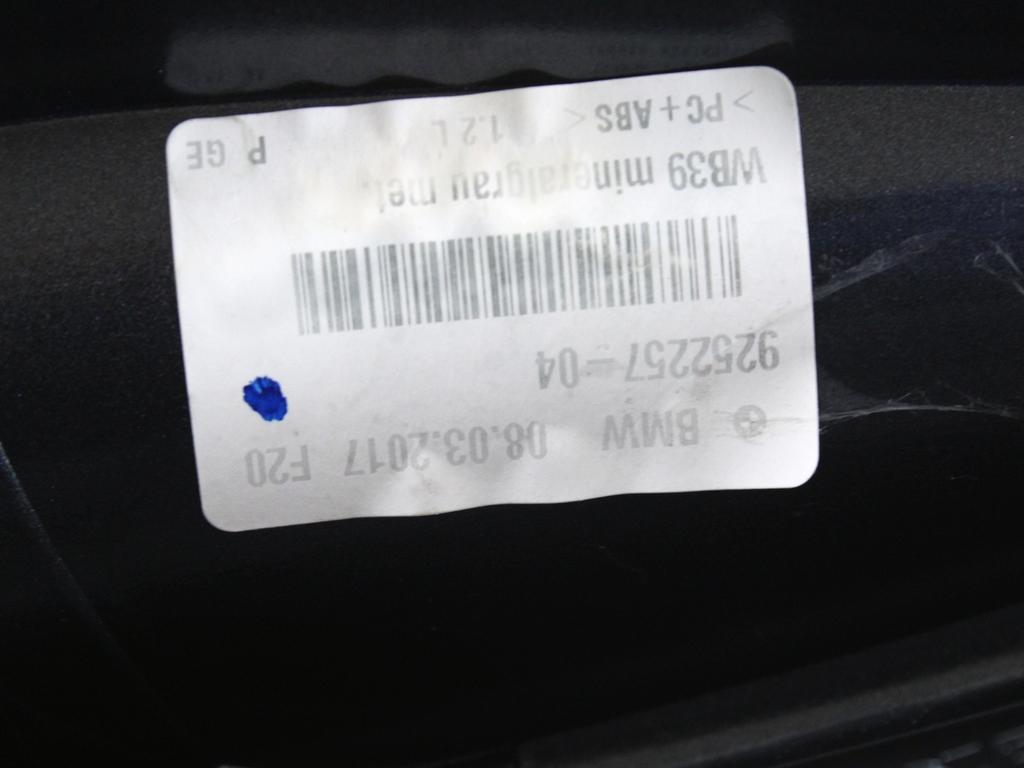 BMW 08.03.2017 F20
9252257-04
WB39 mineralgrau met.
> PC+ABS < 1.2 L P GE